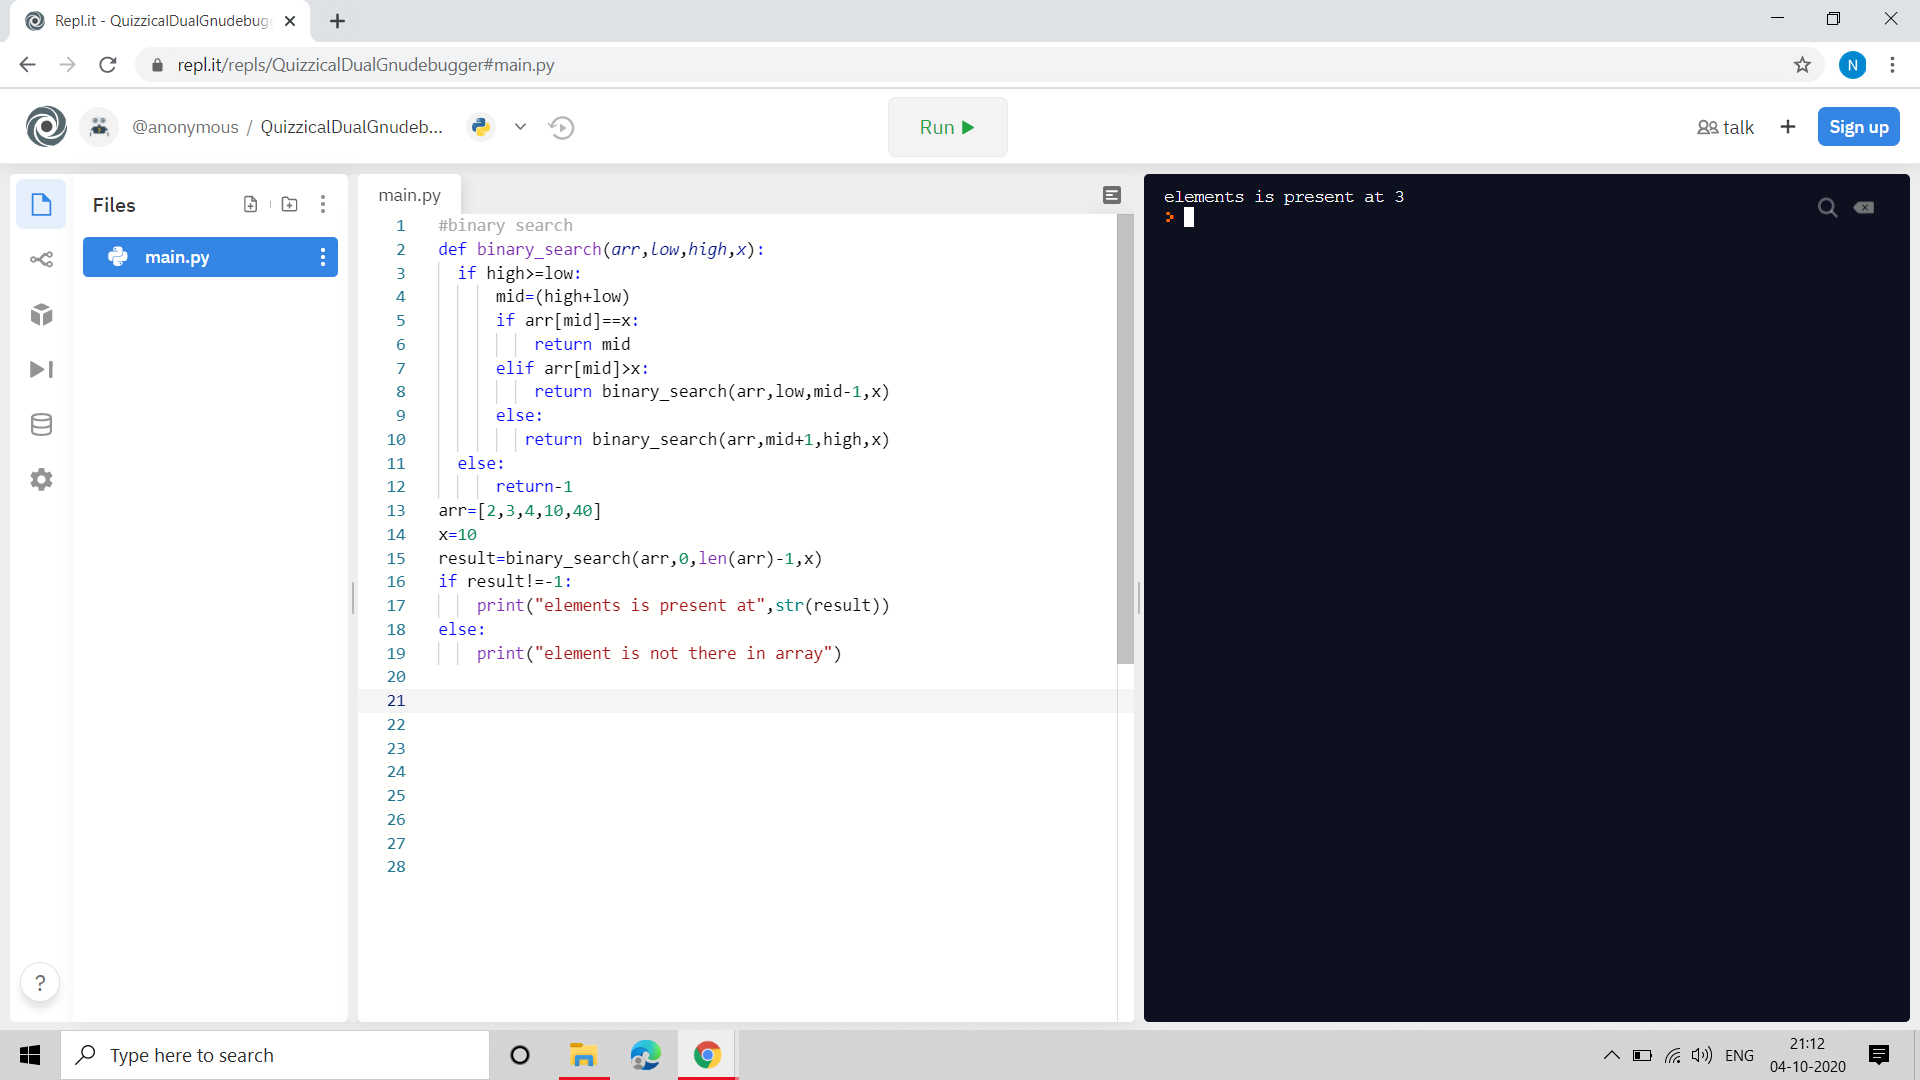 Repl.it - QuizzicalDualGnudebug
repl.it/repls/QuizzicalDualGnudebugger#main.py
N
@anonymous / QuizzicalDualGnudeb...
Run
talk
Sign up
Files
main.py
main.py
1 #binary search
2 def binary_search(arr,low,high,x):
3 if high>=low:
4 mid=(high+low)
5 if arr[mid]==x:
6 return mid
7 elif arr[mid]>x:
8 return binary_search(arr,low,mid-1,x)
9 else:
10 return binary_search(arr,mid+1,high,x)
11 else:
12 return-1
13 arr=[2,3,4,10,40]
14 x=10
15 result=binary_search(arr,0,len(arr)-1,x)
16 if result!=-1:
17 print("elements is present at",str(result))
18 else:
19 print("element is not there in array")
20
21
22
23
24
25
26
27
28
elements is present at 3
?
Type here to search
ENG
21:12
04-10-2020